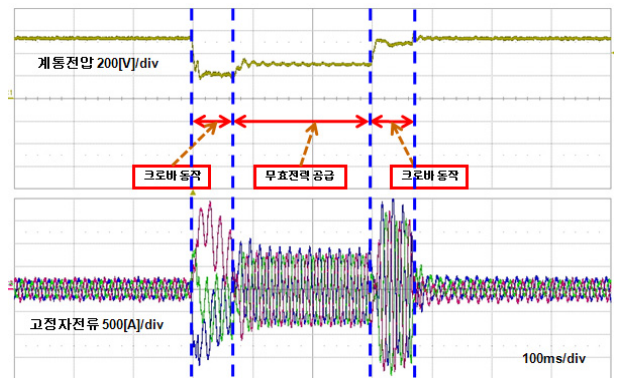 계통전압 200[V]/div
크로바 동작
무효전력 공급
크로바 동작
고정자전류 500[A]/div
100ms/div